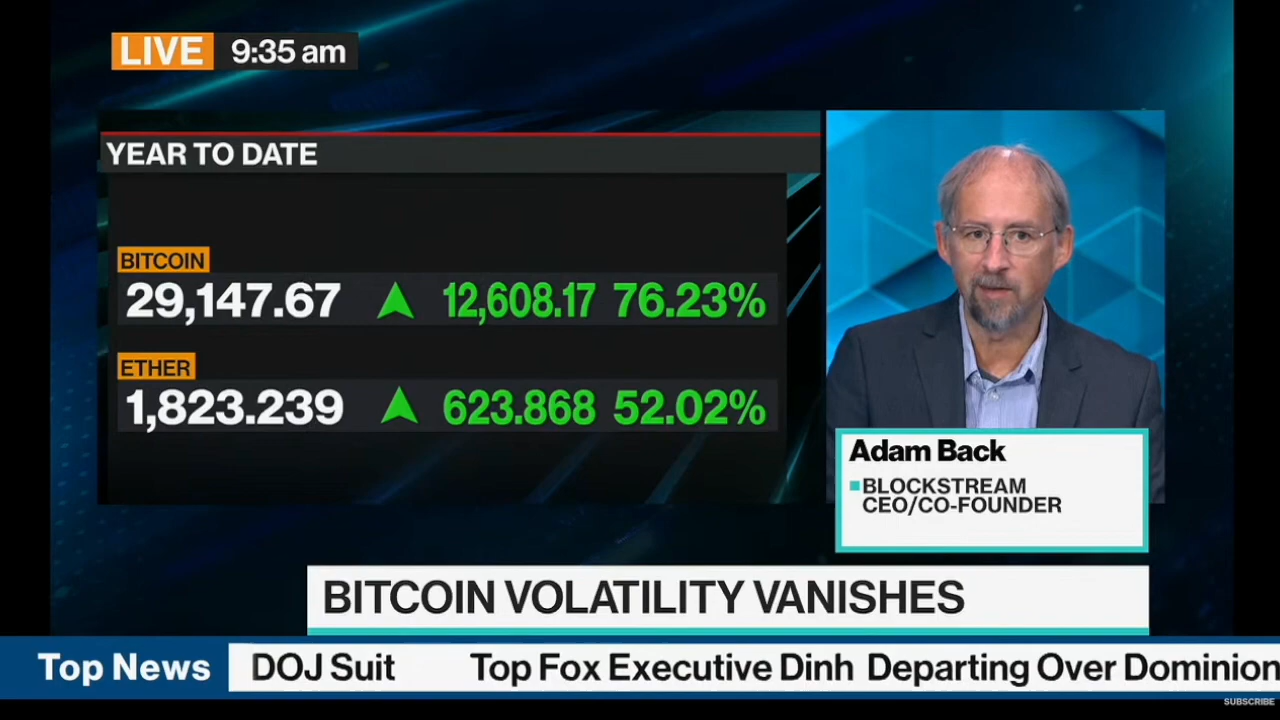 LIVE 9:35 am
YEAR TO DATE
BITCOIN
29,147.67 ▲ 12,608.17 76.23%
ETHER
1,823.239 ▲ 623.868 52.02%
Adam Back
BLOCKSTREAM
CEO/CO-FOUNDER
BITCOIN VOLATILITY VANISHES
Top News DOJ Suit Top Fox Executive Dinh Departing Over Dominion
SUBSCRIBE